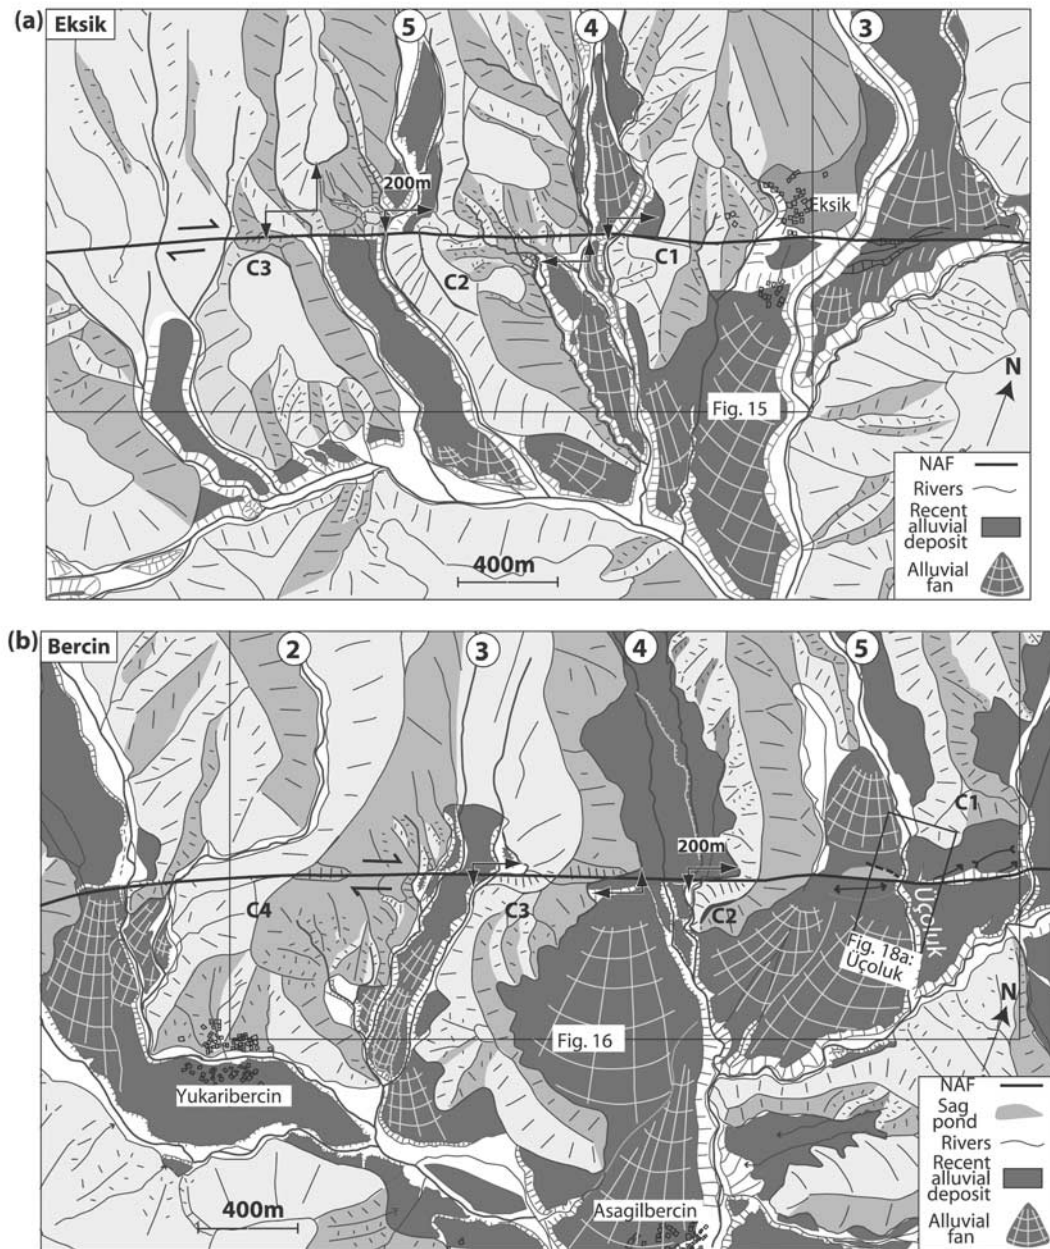 (a)
Eksik
5
4
3
200m
Eksik
C3
C2
C1
N
Fig. 15
400m
NAF
Rivers
Recent
alluvial
deposit
Alluvial
fan
(b)
Bercin
2
3
4
5
C1
200m
C4
C3
C2
Üçoluk
Fig. 18a:
Üçoluk
N
Fig. 16
Yukaribercin
400m
Asagilbercin
NAF
Sag
pond
Rivers
Recent
alluvial
deposit
Alluvial
fan